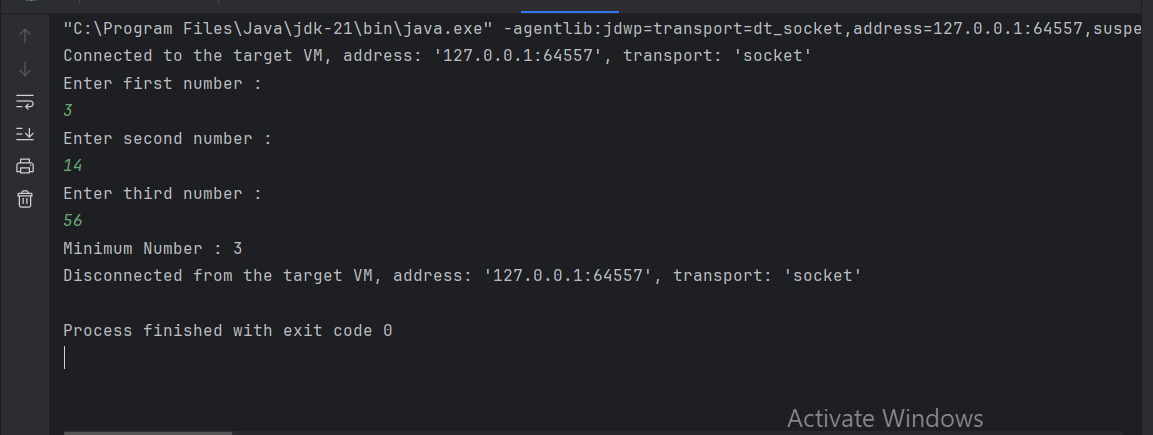 "C:\Program Files\Java\jdk-21\bin\java.exe" -agentlib:jdwp=transport=dt_socket,address=127.0.0.1:64557,suspe
Connected to the target VM, address: '127.0.0.1:64557', transport: 'socket'
Enter first number :
3
Enter second number :
14
Enter third number :
56
Minimum Number : 3
Disconnected from the target VM, address: '127.0.0.1:64557', transport: 'socket'
Process finished with exit code 0
Activate Windows